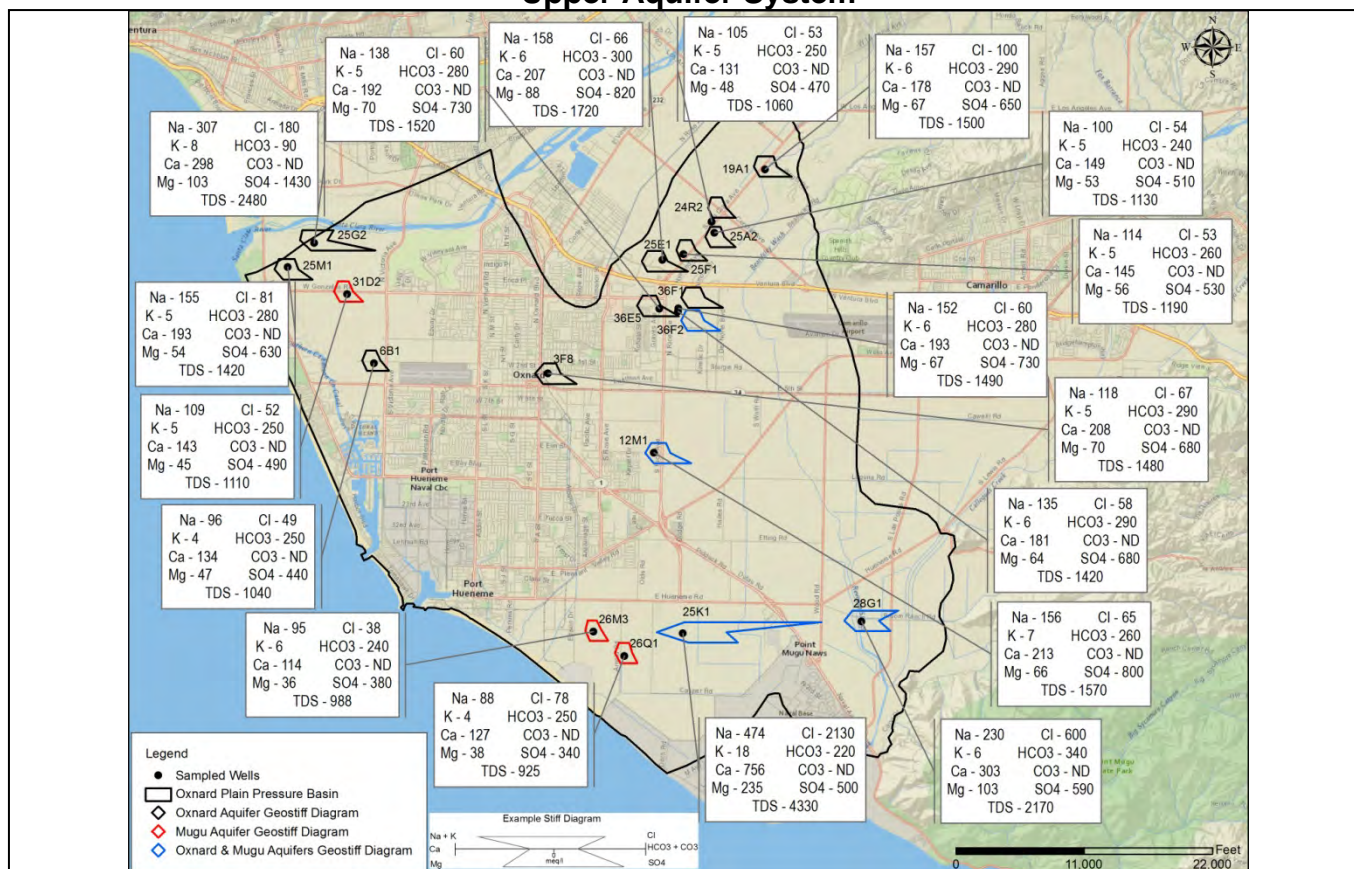 Upper Aquifer System
Na - 138 Cl - 60
K - 5 HCO3 - 280
Ca - 192 CO3 - ND
Mg - 70 SO4 - 730
TDS - 1520
Na - 158 Cl - 66
K - 6 HCO3 - 300
Ca - 207 CO3 - ND
Mg - 88 SO4 - 820
TDS - 1720
Na - 105 Cl - 53
K - 5 HCO3 - 250
Ca - 131 CO3 - ND
Mg - 48 SO4 - 470
TDS - 1060
Na - 157 Cl - 100
K - 6 HCO3 - 290
Ca - 178 CO3 - ND
Mg - 67 SO4 - 650
TDS - 1500
N
W E
S
entura
232
Na - 307 Cl - 180
K - 8 HCO3 - 90
Ca - 298 CO3 - ND
Mg - 103 SO4 - 1430
TDS - 2480
Na - 100 Cl - 54
K - 5 HCO3 - 240
Ca - 149 CO3 - ND
Mg - 53 SO4 - 510
TDS - 1130
19A1
24R2
25A2
25G2
25E1
25F1
25M1
31D2
36F1
36E5
36F2
Camarillo
Camarillo
Airport
Na - 114 Cl - 53
K - 5 HCO3 - 260
Ca - 145 CO3 - ND
Mg - 56 SO4 - 530
TDS - 1190
Na - 155 Cl - 81
K - 5 HCO3 - 280
Ca - 193 CO3 - ND
Mg - 54 SO4 - 630
TDS - 1420
Na - 152 Cl - 60
K - 6 HCO3 - 280
Ca - 193 CO3 - ND
Mg - 67 SO4 - 730
TDS - 1490
6B1
3F8
Oxnard
34
Na - 118 Cl - 67
K - 5 HCO3 - 290
Ca - 208 CO3 - ND
Mg - 70 SO4 - 680
TDS - 1480
Na - 109 Cl - 52
K - 5 HCO3 - 250
Ca - 143 CO3 - ND
Mg - 45 SO4 - 490
TDS - 1110
12M1
Port
Hueneme
Naval Cbc
1
Na - 135 Cl - 58
K - 6 HCO3 - 290
Ca - 181 CO3 - ND
Mg - 64 SO4 - 680
TDS - 1420
Na - 96 Cl - 49
K - 4 HCO3 - 250
Ca - 134 CO3 - ND
Mg - 47 SO4 - 440
TDS - 1040
Port
Hueneme
E Hueneme Rd
26M3
25K1
28G1
26Q1
Point
Mugu Naws
Na - 156 Cl - 65
K - 7 HCO3 - 260
Ca - 213 CO3 - ND
Mg - 66 SO4 - 800
TDS - 1570
Na - 95 Cl - 38
K - 6 HCO3 - 240
Ca - 114 CO3 - ND
Mg - 36 SO4 - 380
TDS - 988
Na - 88 Cl - 78
K - 4 HCO3 - 250
Ca - 127 CO3 - ND
Mg - 38 SO4 - 340
TDS - 925
Na - 474 Cl - 2130
K - 18 HCO3 - 220
Ca - 756 CO3 - ND
Mg - 235 SO4 - 500
TDS - 4330
Na - 230 Cl - 600
K - 6 HCO3 - 340
Ca - 303 CO3 - ND
Mg - 103 SO4 - 590
TDS - 2170
Legend
Sampled Wells
Oxnard Plain Pressure Basin
Oxnard Aquifer Geostiff Diagram
Mugu Aquifer Geostiff Diagram
Oxnard & Mugu Aquifers Geostiff Diagram
Example Stiff Diagram
Na + K Cl
Ca HCO3 + CO3
0
meq/l
Mg SO4
Feet
0 11,000 22,000